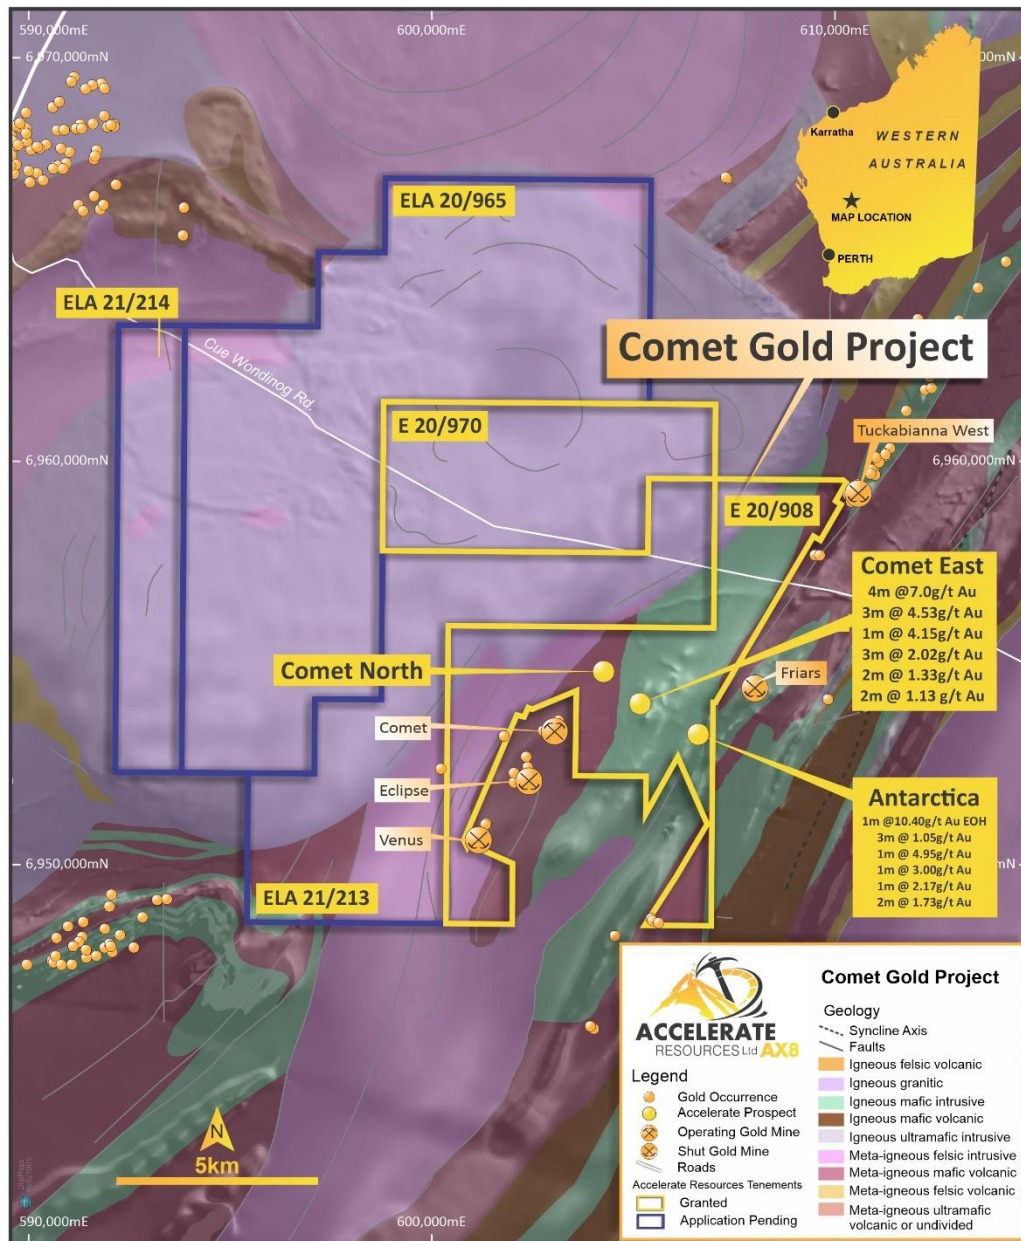 590,000mE
600,000mE
610,000mE
6,970,000mN
00mN
Karratha
WESTERN
AUSTRALIA
MAP LOCATION
PERTH
ELA 20/965
ELA 21/214
Cue Wondinog Rd.
Comet Gold Project
E 20/970
Tuckabianna West
6,960,000mN
6,960,000mN
E 20/908
Comet East
4m @7.0g/t Au
3m @ 4.53g/t Au
1m @ 4.15g/t Au
3m @ 2.02g/t Au
2m @ 1.33g/t Au
2m @ 1.13 g/t Au
Comet North
Friars
Comet
Eclipse
Venus
Antarctica
1m @10.40g/t Au EOH
3m @ 1.05g/t Au
1m @ 4.95g/t Au
1m @ 3.00g/t Au
1m @ 2.17g/t Au
2m @ 1.73g/t Au
6,950,000mN
mN
ELA 21/213
N
5km
590,000mE
600,000mE
ACCELERATE
RESOURCES Ltd AX8
Legend
Gold Occurrence
Accelerate Prospect
Operating Gold Mine
Shut Gold Mine
Roads
Accelerate Resources Tenements
Granted
Application Pending
Comet Gold Project
Geology
Syncline Axis
Faults
Igneous felsic volcanic
Igneous granitic
Igneous mafic intrusive
Igneous mafic volcanic
Igneous ultramafic intrusive
Meta-igneous felsic intrusive
Meta-igneous mafic volcanic
Meta-igneous felsic volcanic
Meta-igneous ultramafic
volcanic or undivided